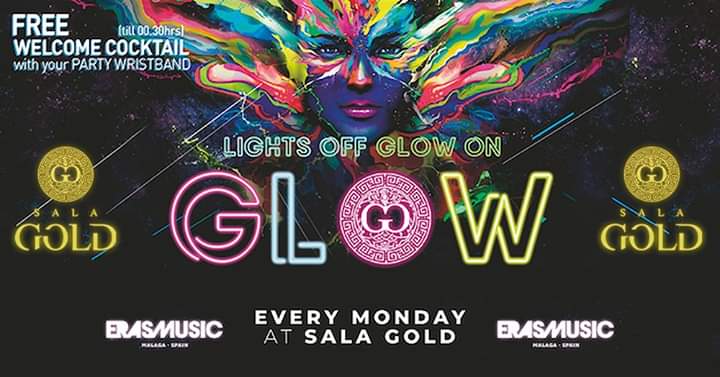 FREE (till 00.30hrs)
WELCOME COCKTAIL
with your PARTY WRISTBAND
LIGHTS OFF GLOW ON
GLOW
SALA
GOLD
SALA
GOLD
EVERY MONDAY
AT SALA GOLD
ERASMUSIC
MALAGA - SPAIN
ERASMUSIC
MALAGA - SPAIN